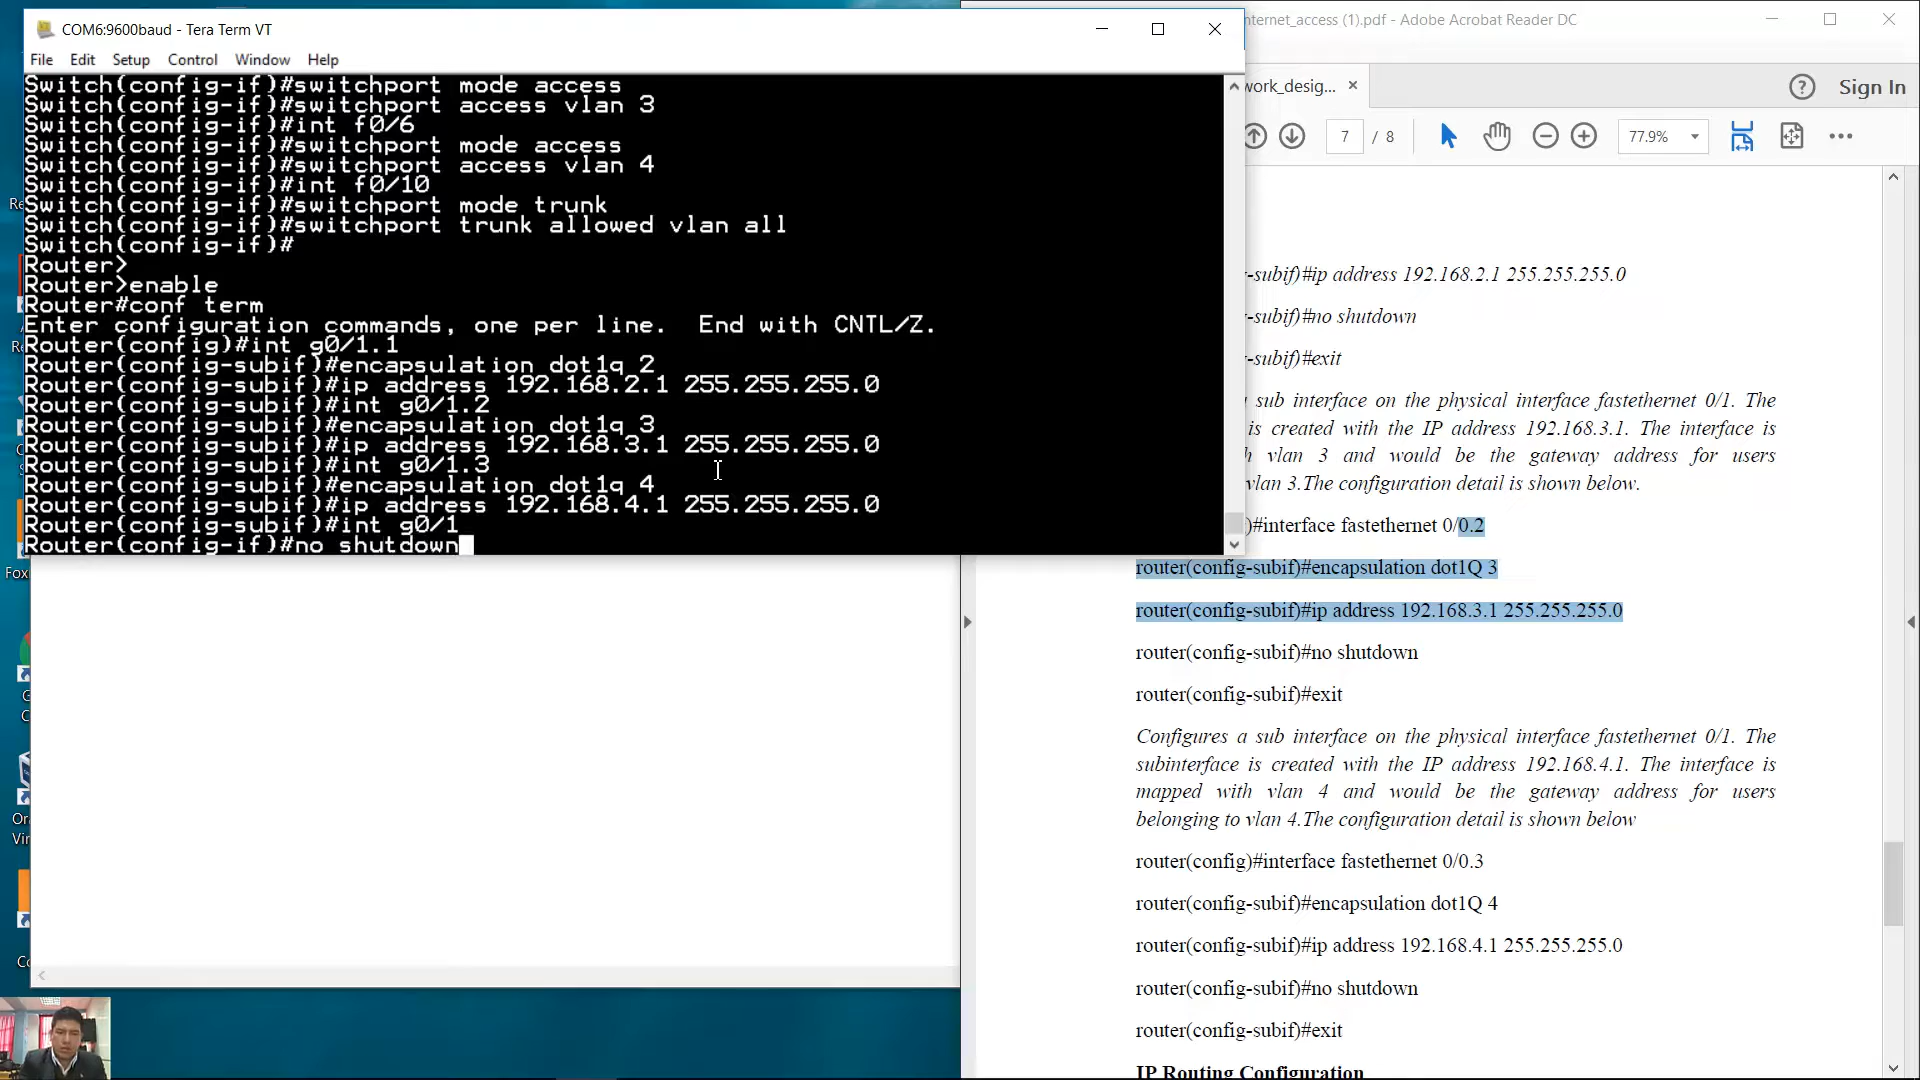 COM6:9600baud - Tera Term VT
File Edit Setup Control Window Help
Switch(config-if)#switchport mode access
Switch(config-if)#switchport access vlan 3
Switch(config-if)#int f0/6
Switch(config-if)#switchport mode access
Switch(config-if)#switchport access vlan 4
Switch(config-if)#int f0/10
Switch(config-if)#switchport mode trunk
Switch(config-if)#switchport trunk allowed vlan all
Switch(config-if)#
Router>
Router>enable
Router#conf term
Enter configuration commands, one per line.  End with CNTL/Z.
Router(config)#int g0/1.1
Router(config-subif)#encapsulation dot1q 2
Router(config-subif)#ip address 192.168.2.1 255.255.255.0
Router(config-subif)#int g0/1.2
Router(config-subif)#encapsulation dot1q 3
Router(config-subif)#ip address 192.168.3.1 255.255.255.0
Router(config-subif)#int g0/1.3
Router(config-subif)#encapsulation dot1q 4
Router(config-subif)#ip address 192.168.4.1 255.255.255.0
Router(config-subif)#int g0/1
Router(config-if)#no shutdown
nternet_access (1).pdf - Adobe Acrobat Reader DC
work_desig... Sign In
7 / 8 77.9%
-subif)#ip address 192.168.2.1 255.255.255.0
-subif)#no shutdown
-subif)#exit
sub interface on the physical interface fastethernet 0/1. The
is created with the IP address 192.168.3.1. The interface is
h vlan 3 and would be the gateway address for users
vlan 3.The configuration detail is shown below.
)#interface fastethernet 0/0.2
router(config-subif)#encapsulation dot1Q 3
router(config-subif)#ip address 192.168.3.1 255.255.255.0
router(config-subif)#no shutdown
router(config-subif)#exit
Configures a sub interface on the physical interface fastethernet 0/1. The
subinterface is created with the IP address 192.168.4.1. The interface is
mapped with vlan 4 and would be the gateway address for users
belonging to vlan 4.The configuration detail is shown below
router(config)#interface fastethernet 0/0.3
router(config-subif)#encapsulation dot1Q 4
router(config-subif)#ip address 192.168.4.1 255.255.255.0
router(config-subif)#no shutdown
router(config-subif)#exit
IP Routing Configuration
Re
Re
Foxi
G
C
Ora
Vir
Co